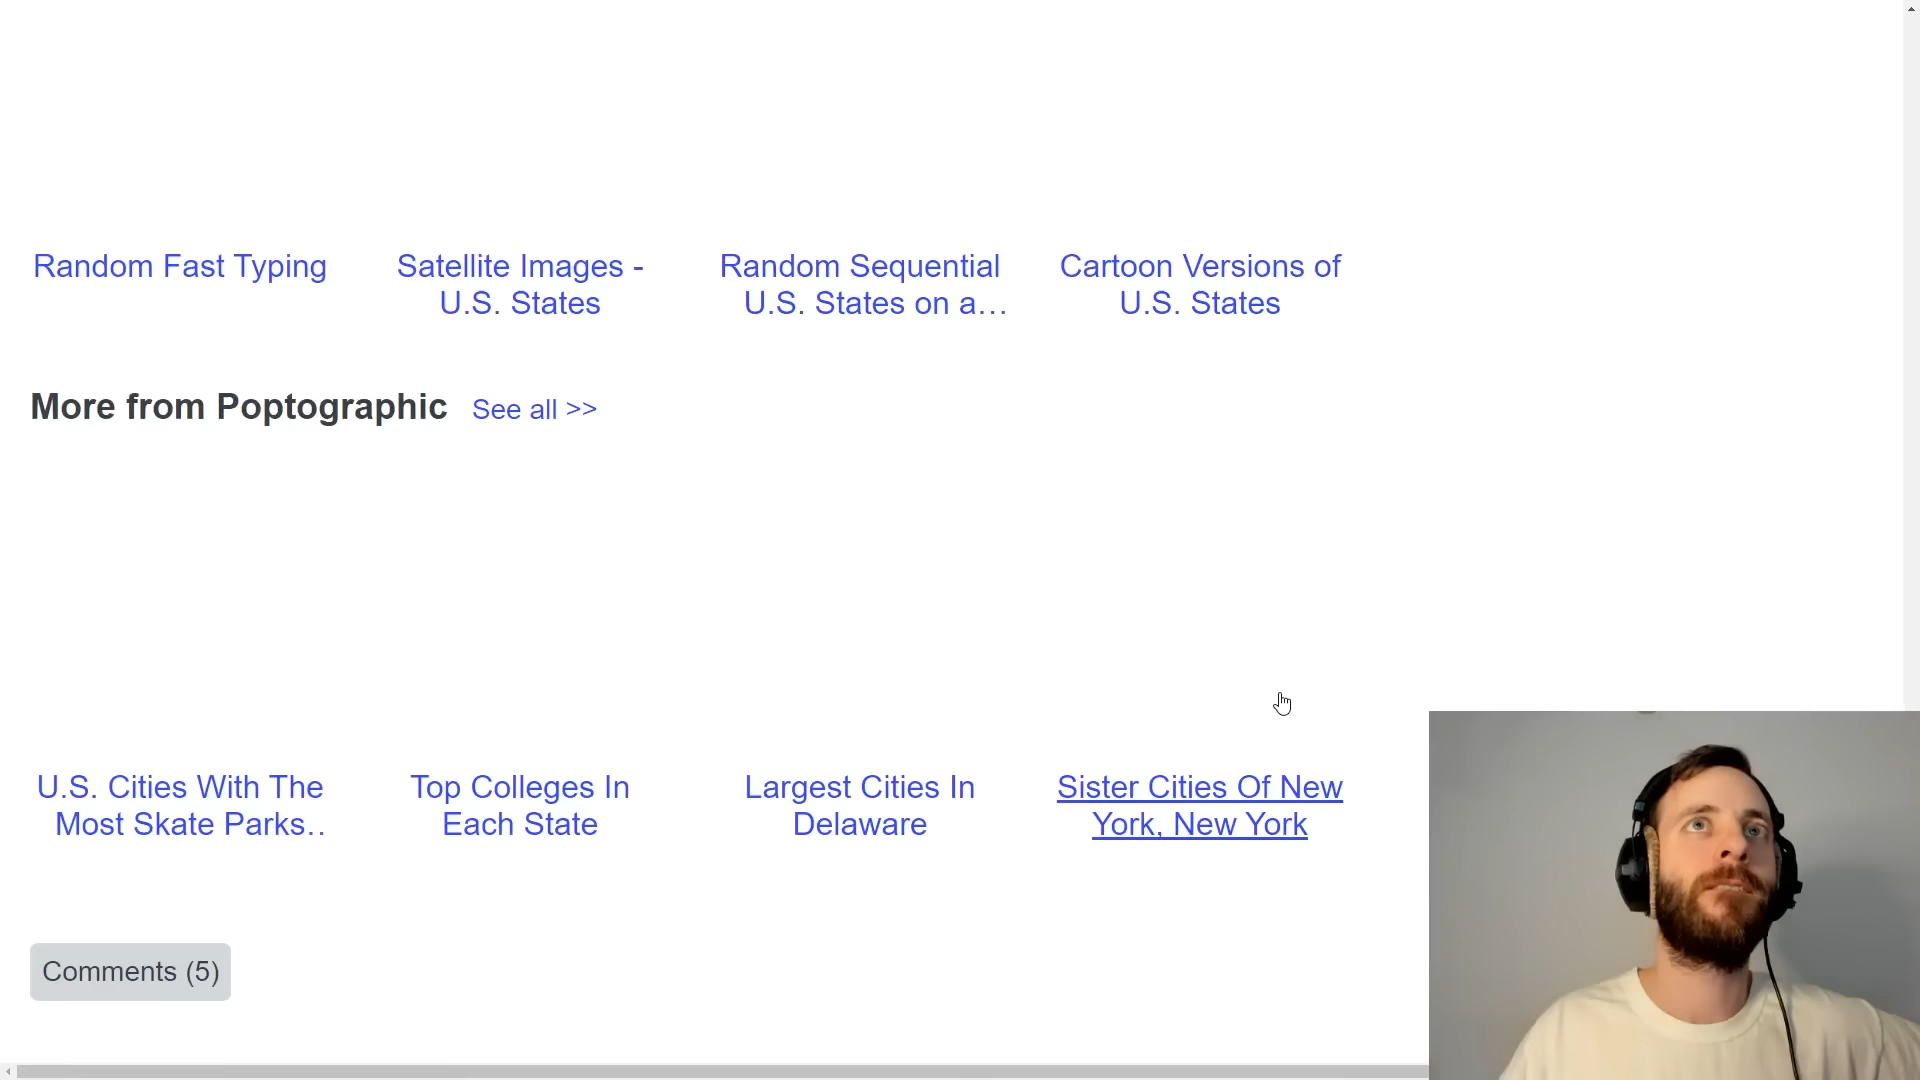 Random Fast Typing
Satellite Images -
U.S. States
Random Sequential
U.S. States on a…
Cartoon Versions of
U.S. States
More from Poptographic See all >>
U.S. Cities With The
Most Skate Parks..
Top Colleges In
Each State
Largest Cities In
Delaware
Sister Cities Of New
York, New York
Comments (5)